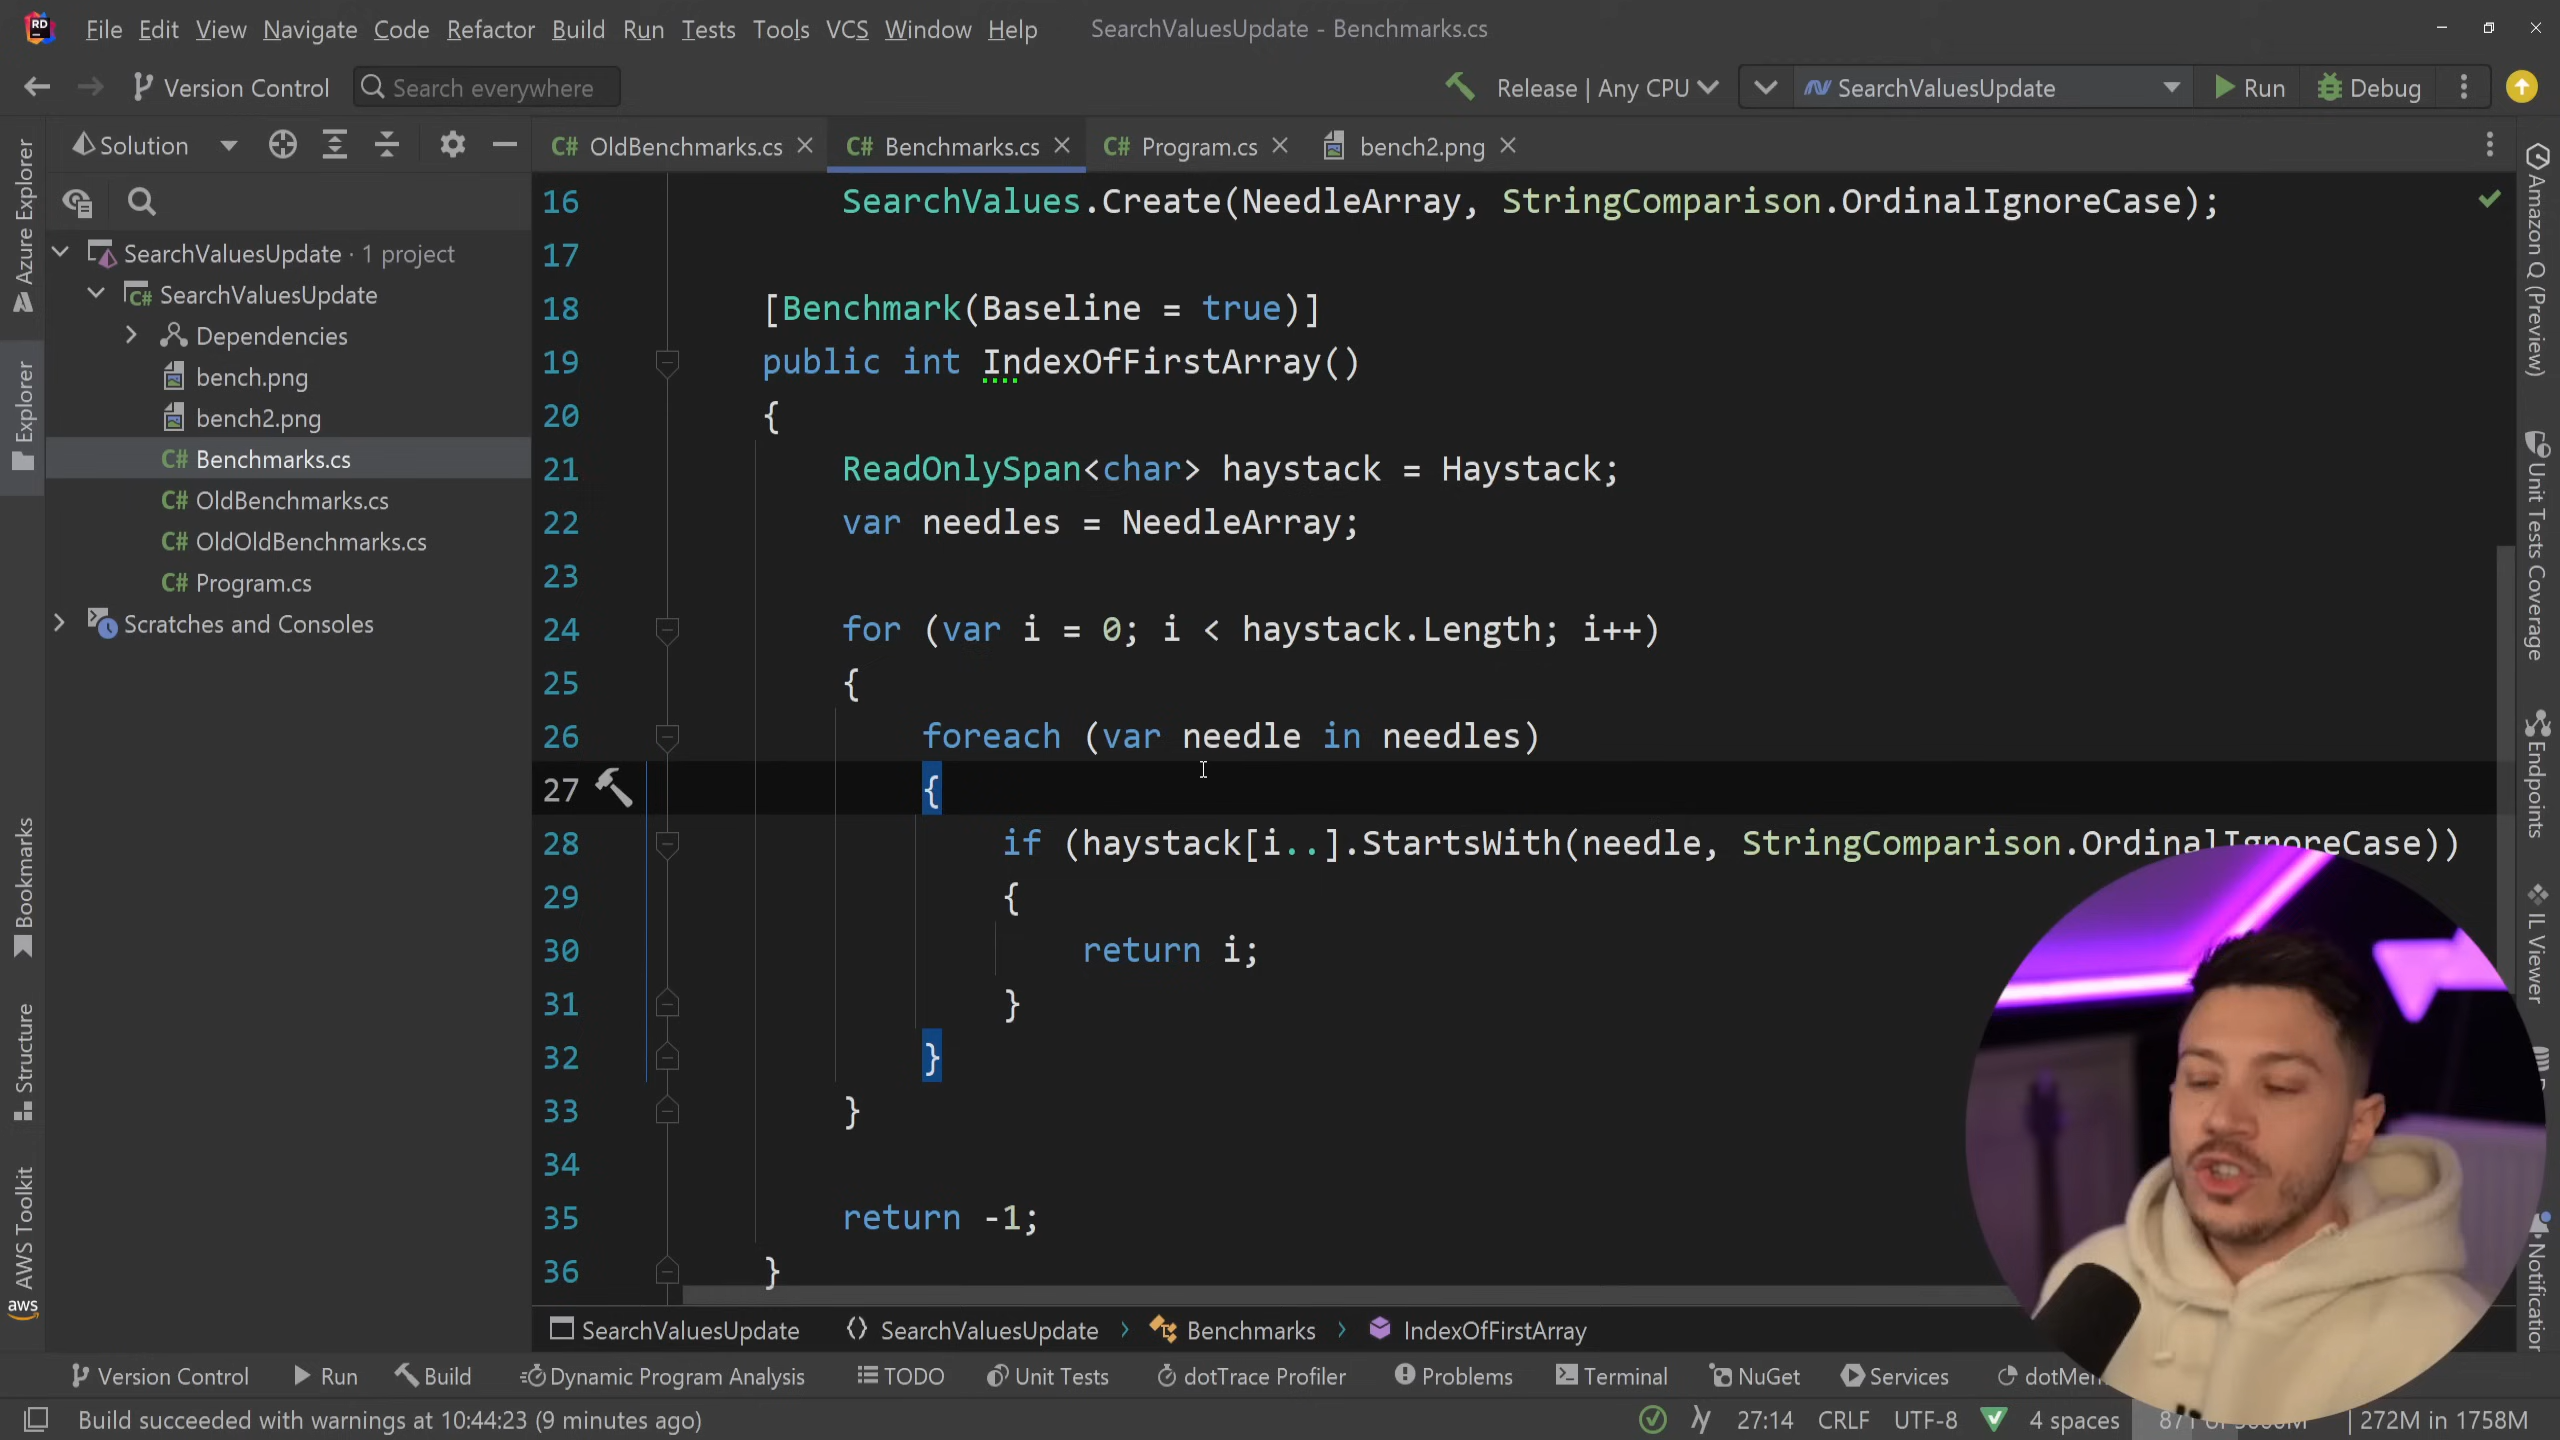 File Edit View Navigate Code Refactor Build Run Tests Tools VCS Window Help SearchValuesUpdate - Benchmarks.cs
Version Control Search everywhere Release | Any CPU SearchValuesUpdate Run Debug
Solution OldBenchmarks.cs Benchmarks.cs Program.cs bench2.png
SearchValuesUpdate · 1 project
SearchValuesUpdate
Dependencies
bench.png
bench2.png
C# Benchmarks.cs
C# OldBenchmarks.cs
C# OldOldBenchmarks.cs
C# Program.cs
Scratches and Consoles
Azure Explorer
Explorer
Bookmarks
Structure
AWS Toolkit
aws
16 SearchValues.Create(NeedleArray, StringComparison.OrdinalIgnoreCase);
17
18 [Benchmark(Baseline = true)]
19 public int IndexOfFirstArray()
20 {
21 ReadOnlySpan<char> haystack = Haystack;
22 var needles = NeedleArray;
23
24 for (var i = 0; i < haystack.Length; i++)
25 {
26 foreach (var needle in needles)
27 {
28 if (haystack[i..].StartsWith(needle, StringComparison.OrdinalIgnoreCase))
29 {
30 return i;
31 }
32 }
33 }
34
35 return -1;
36 }
Amazon Q (Preview)
Unit Tests Coverage
Endpoints
IL Viewer
Notification
SearchValuesUpdate SearchValuesUpdate › Benchmarks › IndexOfFirstArray
Version Control Run Build Dynamic Program Analysis TODO Unit Tests dotTrace Profiler Problems Terminal NuGet Services
Build succeeded with warnings at 10:44:23 (9 minutes ago) 27:14 CRLF UTF-8 4 spaces 272M in 1758M